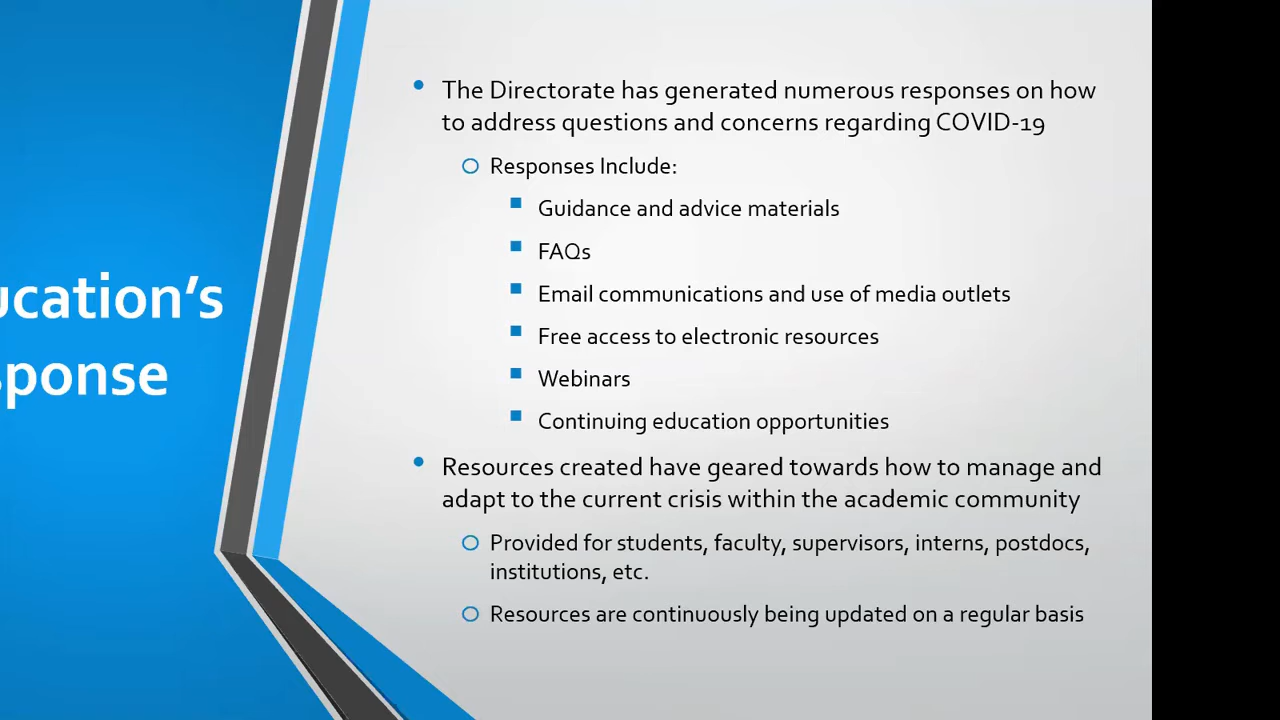 ucation's
sponse
The Directorate has generated numerous responses on how
to address questions and concerns regarding COVID-19
Responses Include:
Guidance and advice materials
FAQs
Email communications and use of media outlets
Free access to electronic resources
Webinars
Continuing education opportunities
Resources created have geared towards how to manage and
adapt to the current crisis within the academic community
Provided for students, faculty, supervisors, interns, postdocs,
institutions, etc.
Resources are continuously being updated on a regular basis